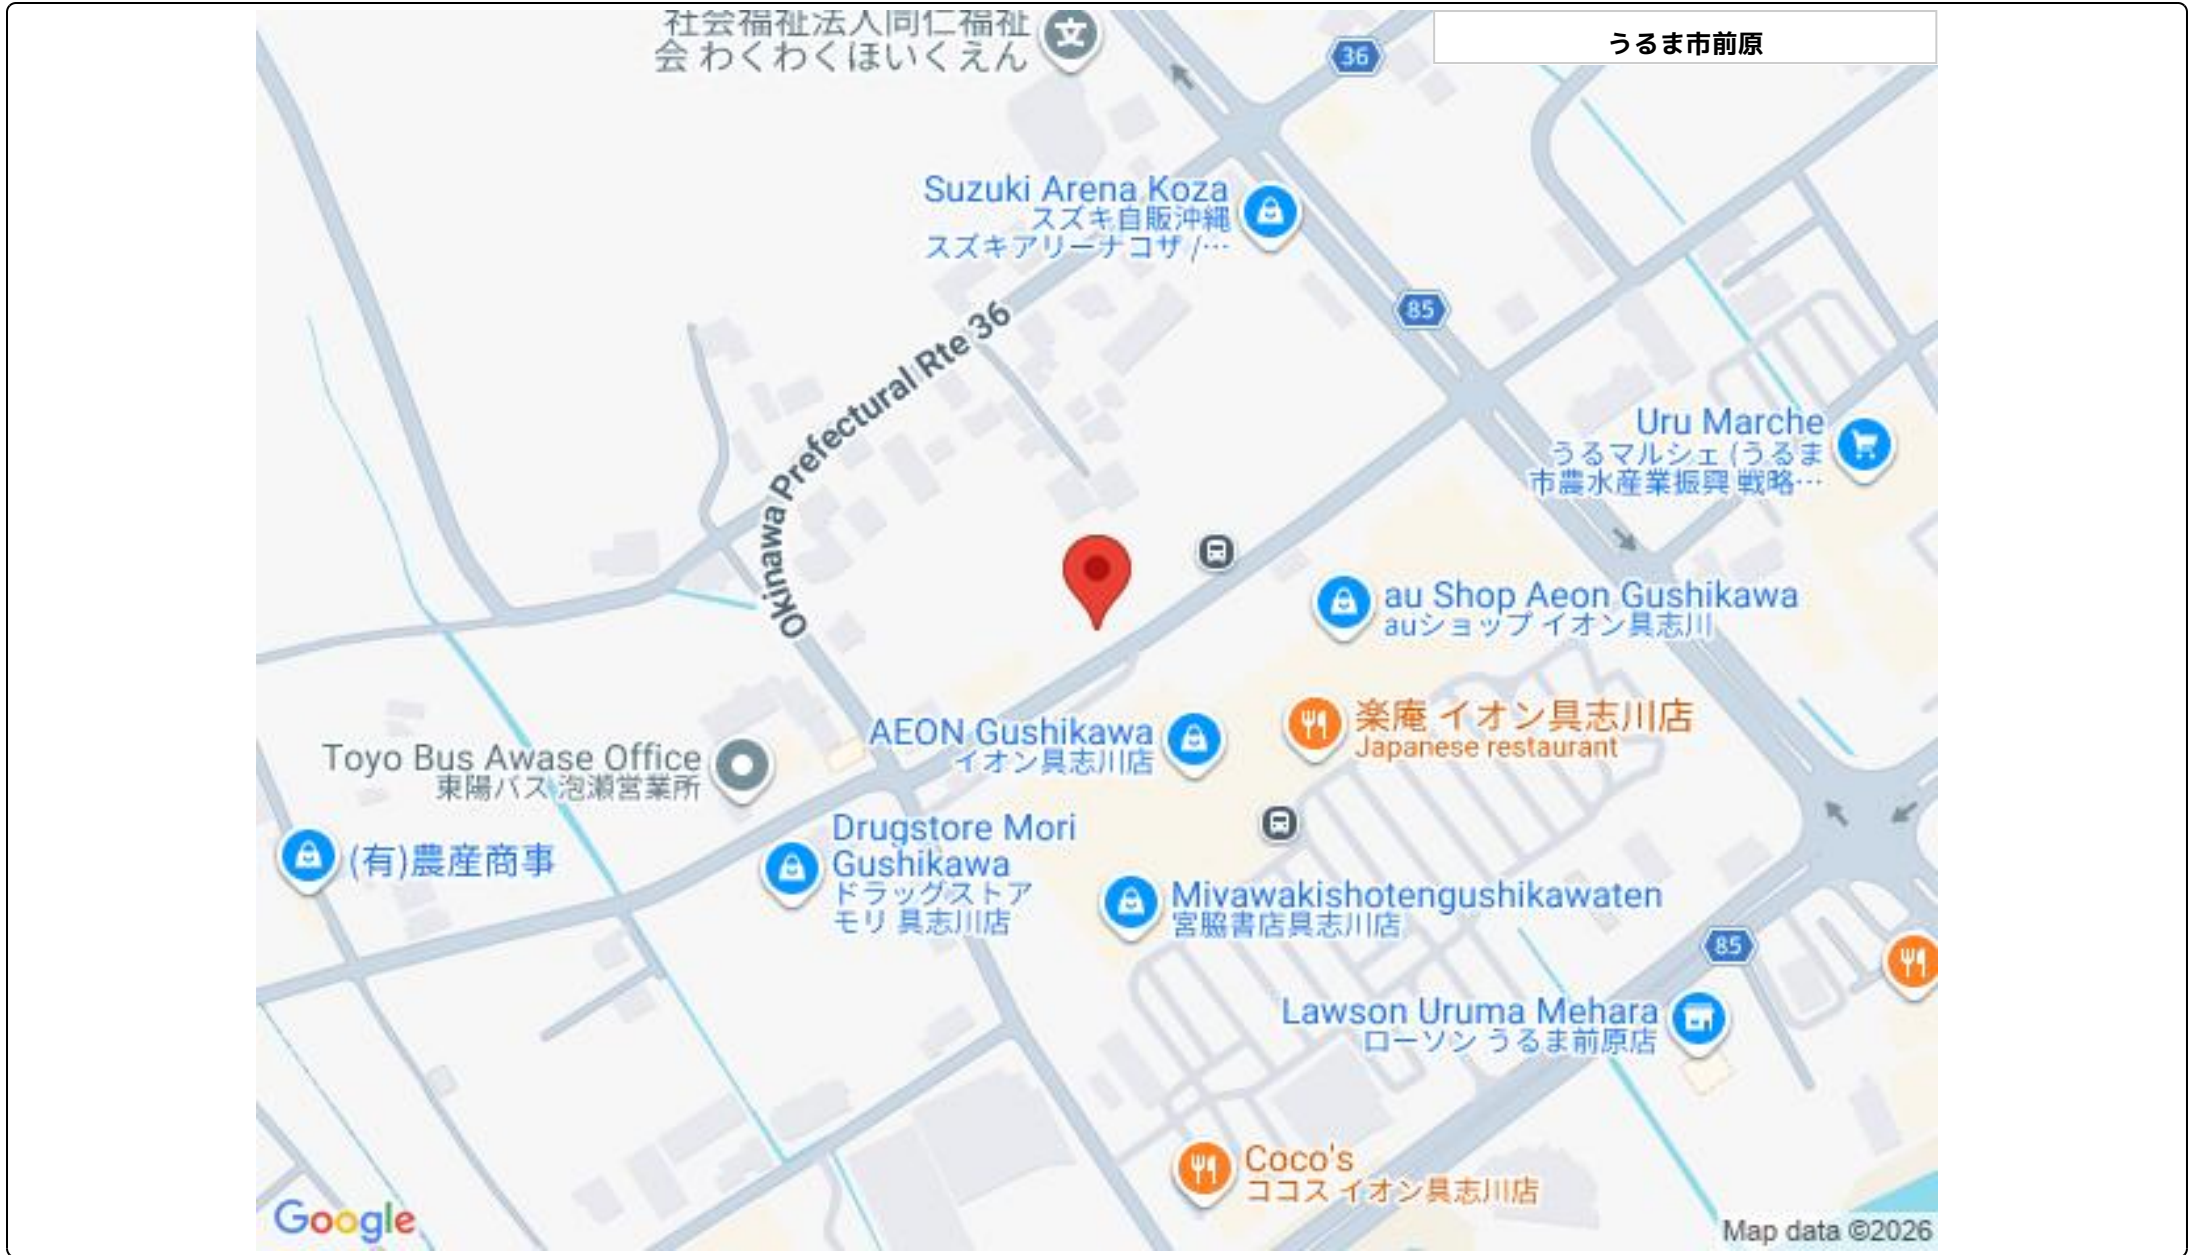 社会福祉法人同仁福祉
会 わくわくほいくえん
36
うるま市前原
Suzuki Arena Koza
スズキ自販沖縄
スズキアリーナコザ /…
85
Okinawa Prefectural Rte 36
Uru Marche
うるマルシェ (うるま
市農水産業振興 戦略…
au Shop Aeon Gushikawa
auショップ イオン具志川
AEON Gushikawa
イオン具志川店
楽庵 イオン具志川店
Japanese restaurant
Toyo Bus Awase Office
東陽バス 泡瀬営業所
(有)農産商事
Drugstore Mori
Gushikawa
ドラッグストア
モリ 具志川店
Miyawakishotengushikawaten
宮脇書店具志川店
85
Lawson Uruma Mehara
ローソン うるま前原店
Coco's
ココス イオン具志川店
Google
Map data ©2026